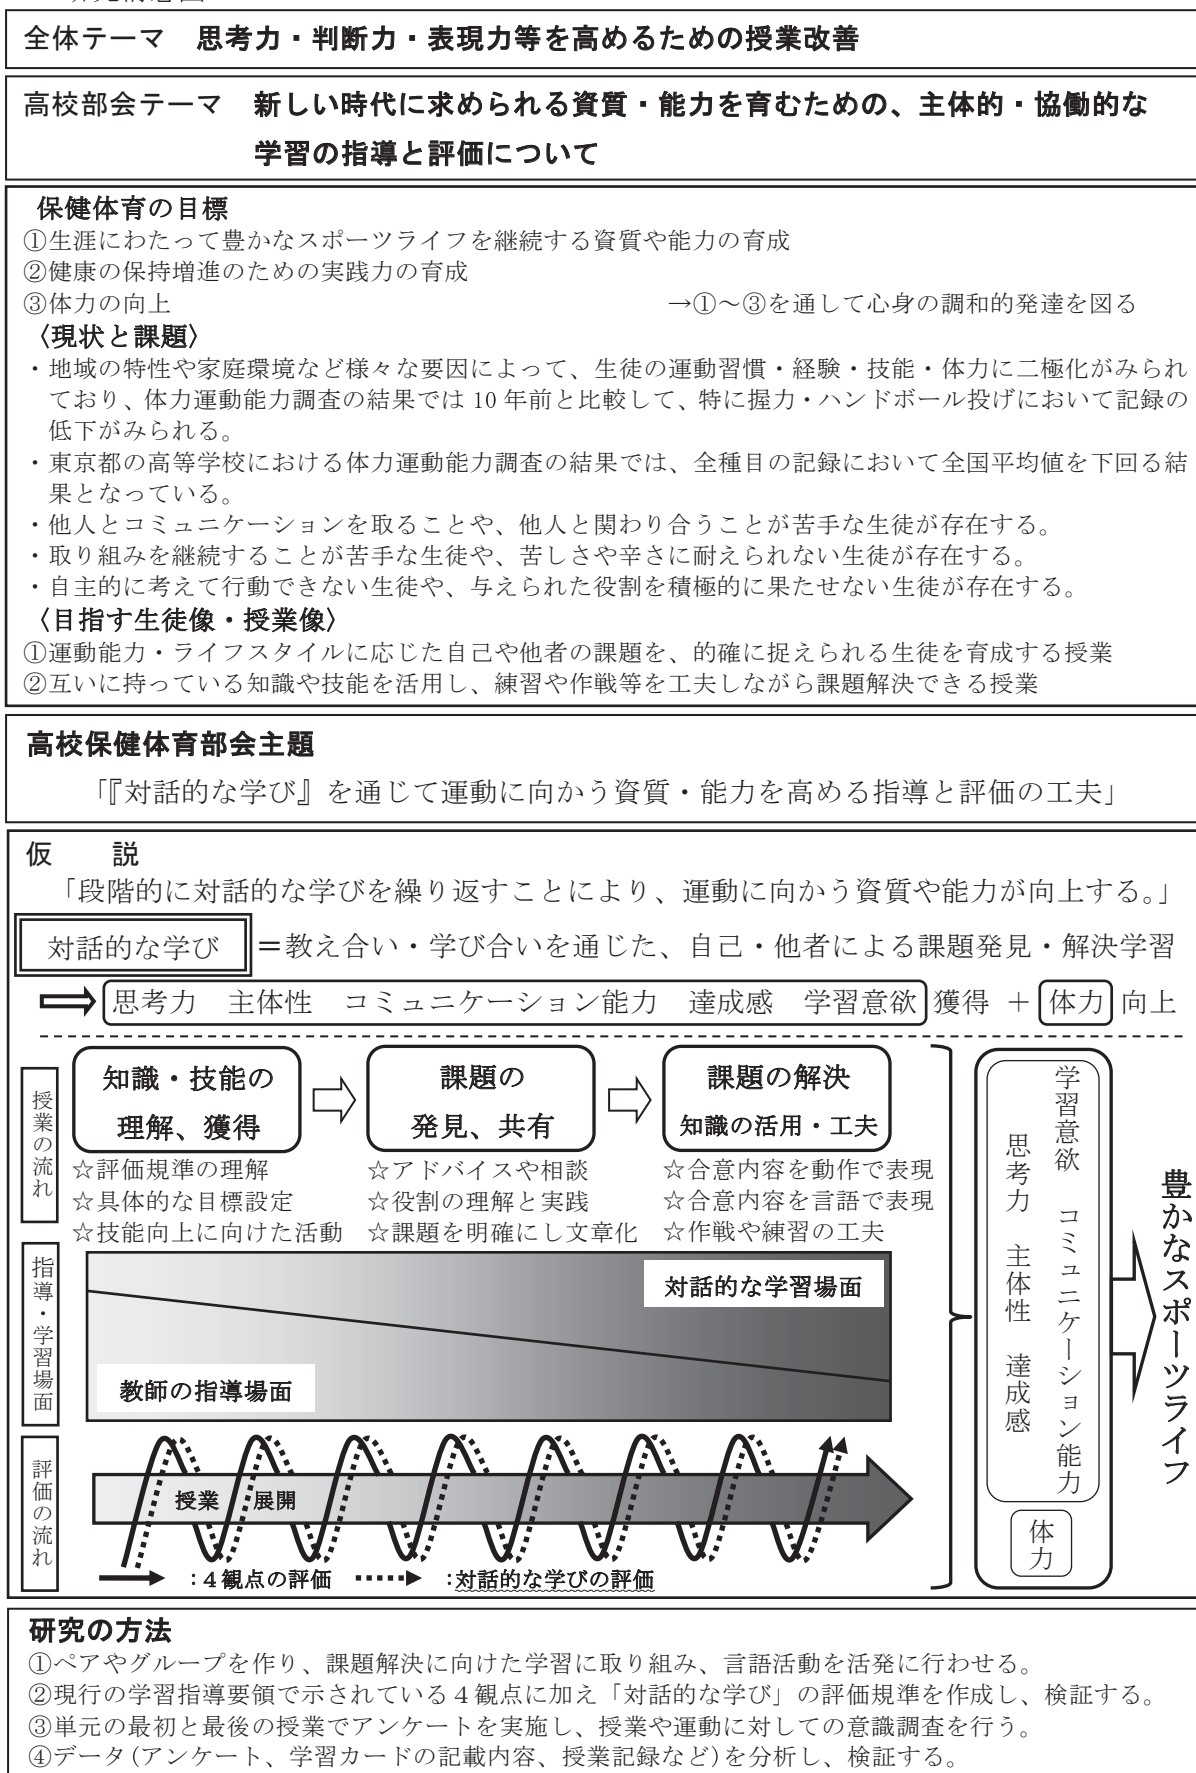 全体テーマ　思考力・判断力・表現力等を高めるための授業改善
高校部会テーマ　新しい時代に求められる資質・能力を育むための、主体的・協働的な
学習の指導と評価について
保健体育の目標
①生涯にわたって豊かなスポーツライフを継続する資質や能力の育成
②健康の保持増進のための実践力の育成
③体力の向上　→①～③を通して心身の調和的発達を図る
〈現状と課題〉
・地域の特性や家庭環境など様々な要因によって、生徒の運動習慣・経験・技能・体力に二極化がみられ
ており、体力運動能力調査の結果では 10 年前と比較して、特に握力・ハンドボール投げにおいて記録の
低下がみられる。
・東京都の高等学校における体力運動能力調査の結果では、全種目の記録において全国平均値を下回る結
果となっている。
・他人とコミュニケーションを取ることや、他人と関わり合うことが苦手な生徒が存在する。
・取り組みを継続することが苦手な生徒や、苦しさや辛さに耐えられない生徒が存在する。
・自主的に考えて行動できない生徒や、与えられた役割を積極的に果たせない生徒が存在する。
〈目指す生徒像・授業像〉
①運動能力・ライフスタイルに応じた自己や他者の課題を、的確に捉えられる生徒を育成する授業
②互いに持っている知識や技能を活用し、練習や作戦等を工夫しながら課題解決できる授業
高校保健体育部会主題
「『対話的な学び』を通じて運動に向かう資質・能力を高める指導と評価の工夫」
仮　説
「段階的に対話的な学びを繰り返すことにより、運動に向かう資質や能力が向上する。」
対話的な学び ＝教え合い・学び合いを通じた、自己・他者による課題発見・解決学習
思考力　主体性　コミュニケーション能力　達成感　学習意欲 獲得 ＋ 体力 向上
授業の流れ
知識・技能の
理解、獲得
☆評価規準の理解
☆具体的な目標設定
☆技能向上に向けた活動
課題の
発見、共有
☆アドバイスや相談
☆役割の理解と実践
☆課題を明確にし文章化
課題の解決
知識の活用・工夫
☆合意内容を動作で表現
☆合意内容を言語で表現
☆作戦や練習の工夫
指導・学習場面
対話的な学習場面
教師の指導場面
評価の流れ
授業　展開
：４観点の評価　：対話的な学びの評価
学習意欲　コミュニケーション能力
思考力　主体性　達成感
体力
豊かなスポーツライフ
研究の方法
①ペアやグループを作り、課題解決に向けた学習に取り組み、言語活動を活発に行わせる。
②現行の学習指導要領で示されている４観点に加え「対話的な学び」の評価規準を作成し、検証する。
③単元の最初と最後の授業でアンケートを実施し、授業や運動に対しての意識調査を行う。
④データ(アンケート、学習カードの記載内容、授業記録など)を分析し、検証する。